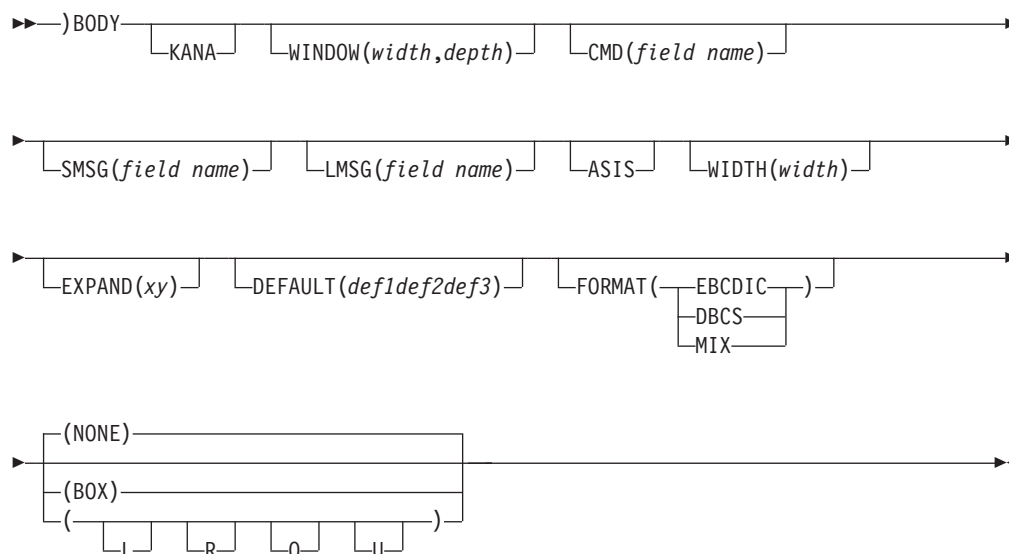 )BODY
KANA
WINDOW(width,depth)
CMD(field name)
SMSG(field name)
LMSG(field name)
ASIS
WIDTH(width)
EXPAND(xy)
DEFAULT(def1def2def3)
FORMAT( EBCDIC )
DBCS
MIX
(NONE)
(BOX)
( )
L R O U